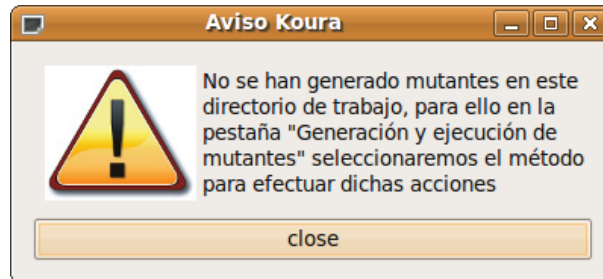 Aviso Koura
No se han generado mutantes en este
directorio de trabajo, para ello en la
pestaña "Generación y ejecución de
mutantes" seleccionaremos el método
para efectuar dichas acciones
close